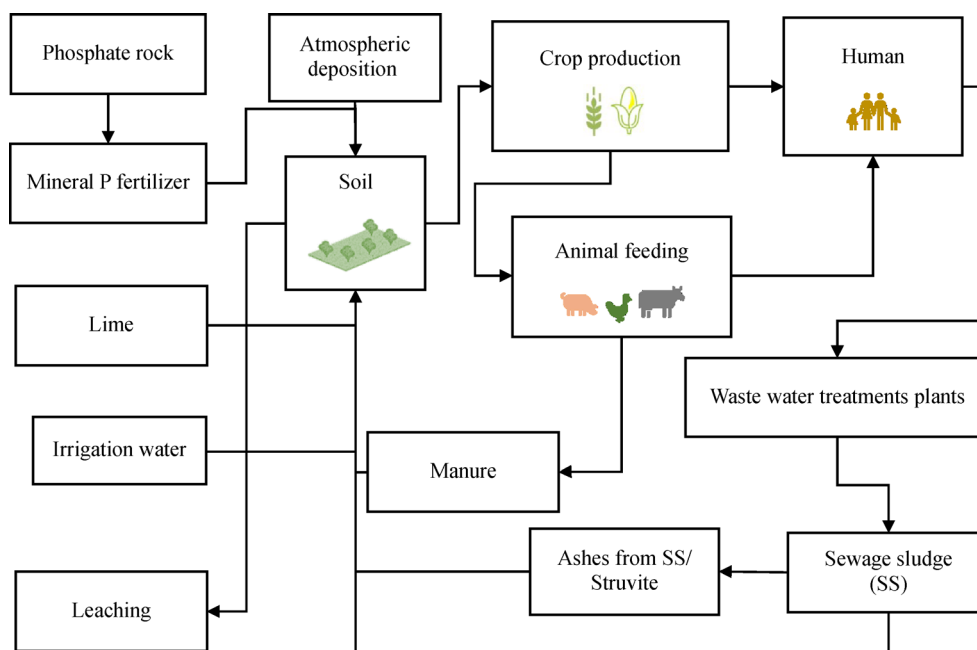 Phosphate rock
Atmospheric
deposition
Crop production
Human
Mineral P fertilizer
Soil
Animal feeding
Lime
Waste water treatments plants
Irrigation water
Manure
Ashes from SS/
Struvite
Sewage sludge
(SS)
Leaching